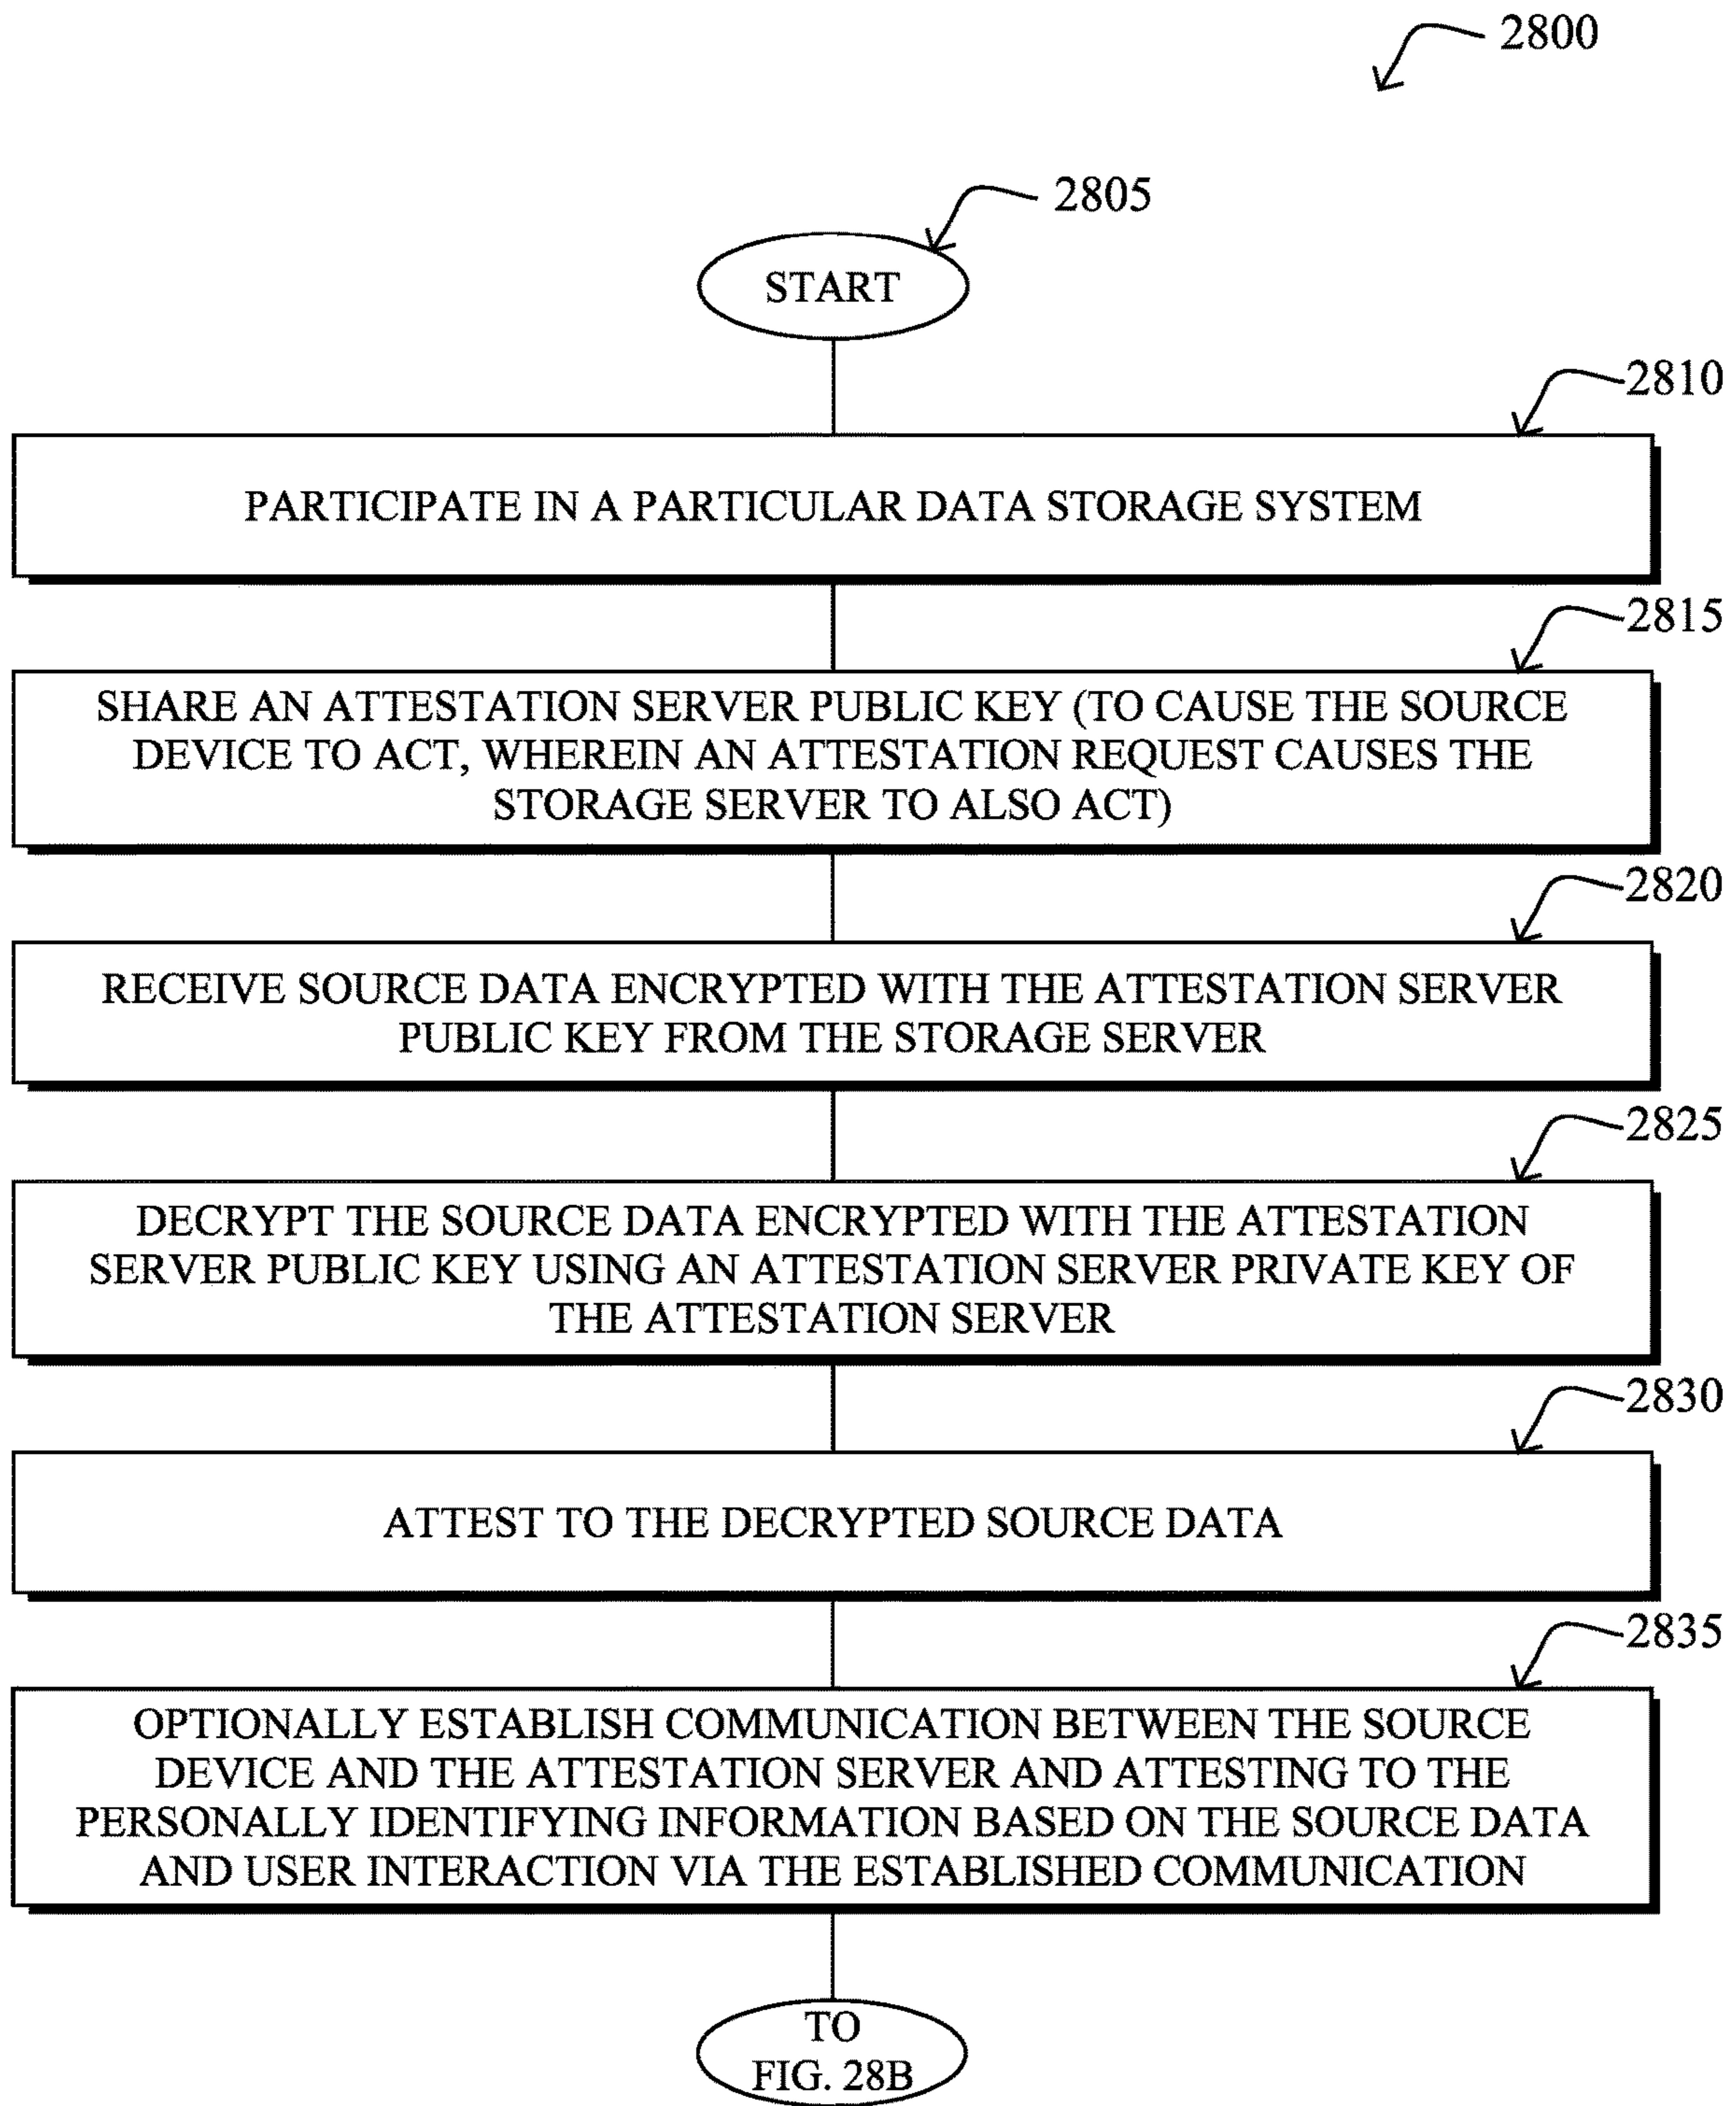 2800
2805
START
2810
PARTICIPATE IN A PARTICULAR DATA STORAGE SYSTEM
2815
SHARE AN ATTESTATION SERVER PUBLIC KEY (TO CAUSE THE SOURCE
DEVICE TO ACT, WHEREIN AN ATTESTATION REQUEST CAUSES THE
STORAGE SERVER TO ALSO ACT)
2820
RECEIVE SOURCE DATA ENCRYPTED WITH THE ATTESTATION SERVER
PUBLIC KEY FROM THE STORAGE SERVER
2825
DECRYPT THE SOURCE DATA ENCRYPTED WITH THE ATTESTATION
SERVER PUBLIC KEY USING AN ATTESTATION SERVER PRIVATE KEY OF
THE ATTESTATION SERVER
2830
ATTEST TO THE DECRYPTED SOURCE DATA
2835
OPTIONALLY ESTABLISH COMMUNICATION BETWEEN THE SOURCE
DEVICE AND THE ATTESTATION SERVER AND ATTESTING TO THE
PERSONALLY IDENTIFYING INFORMATION BASED ON THE SOURCE DATA
AND USER INTERACTION VIA THE ESTABLISHED COMMUNICATION
TO
FIG. 28B